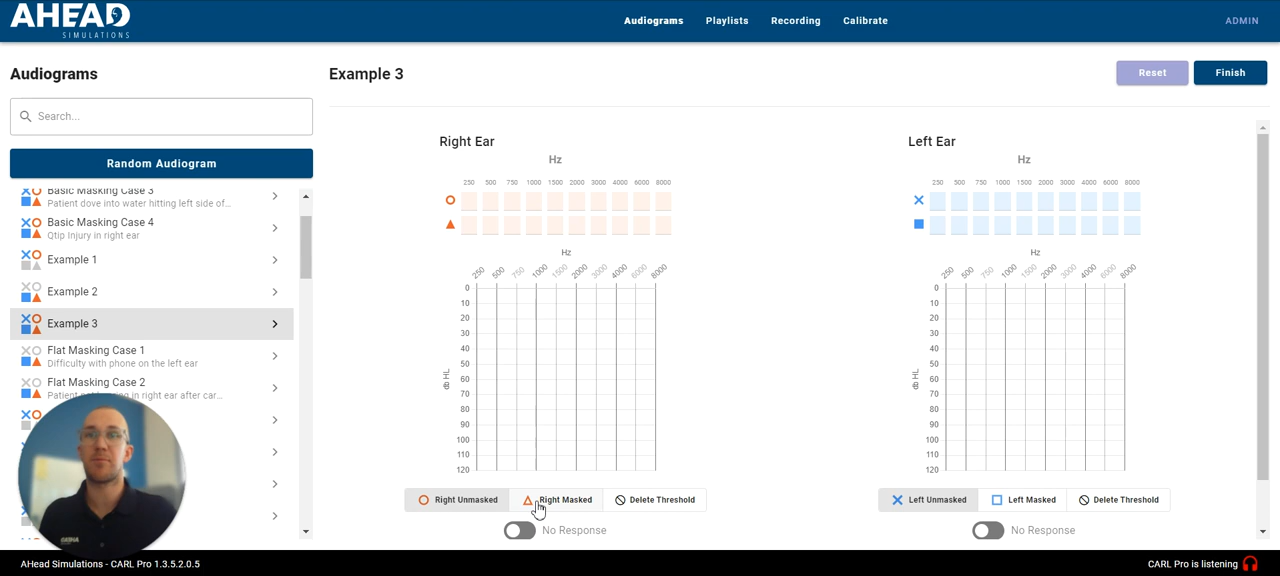 AHEAD
SIMULATIONS
Audiograms Playlists Recording Calibrate
ADMIN
Audiograms
Search...
Random Audiogram
Basic Masking Case 3
Patient dove into water hitting left side of...
Basic Masking Case 4
Qtip Injury in right ear
Example 1
Example 2
Example 3
Flat Masking Case 1
Difficulty with phone on the left ear
Flat Masking Case 2
in right ear after car...
Example 3
Reset
Finish
Right Ear
Hz
250 500 750 1000 1500 2000 3000 4000 6000 8000
Hz
250 500 750 1000 1500 2000 3000 4000 6000 8000
0
10
20
30
40
50
60
70
80
90
100
110
120
db HL
Right Unmasked
Right Masked
Delete Threshold
No Response
Left Ear
Hz
250 500 750 1000 1500 2000 3000 4000 6000 8000
Hz
250 500 750 1000 1500 2000 3000 4000 6000 8000
0
10
20
30
40
50
60
70
80
90
100
110
120
db HL
Left Unmasked
Left Masked
Delete Threshold
No Response
AHead Simulations - CARL Pro 1.3.5.2.0.5
CARL Pro is listening